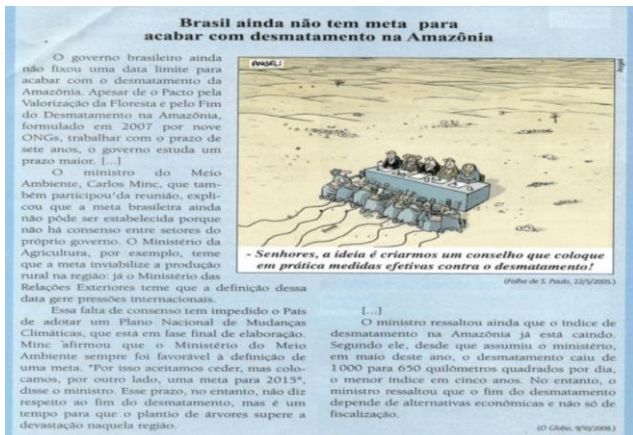 Brasil ainda não tem meta para
acabar com desmatamento na Amazônia
O governo brasileiro ainda
não fixou uma data limite para
acabar com o desmatamento da
Amazônia. Apesar do Pacto pela
Valorização da Floresta e pelo Fim
do Desmatamento na Amazônia,
formulado em 2007 por nove
ONGs, trabalhar com o prazo de
sete anos, o governo estuda um
prazo maior. [...]
O ministro do Meio
Ambiente, Carlos Minc, que tam-
bém participou da reunião, expli-
cou que a meta brasileira ainda
não pôde ser estabelecida porque
não há consenso entre setores do
próprio governo. O Ministério da
Agricultura, por exemplo, teme
que a meta inviabilize a produção
rural na região; já o Ministério das
Relações Exteriores teme que a definição dessa
data gere pressões internacionais.
Essa falta de consenso tem impedido o País
de adotar um Plano Nacional de Mudanças
Climáticas, que está em fase final de elaboração.
Minc afirmou que o Ministério do Meio
Ambiente sempre foi favorável à definição de
uma meta. "Por isso aceitamos ceder, mas colo-
camos, por outro lado, uma meta para 2015",
disse o ministro. Esse prazo, no entanto, não diz
respeito ao fim do desmatamento, mas é um
tempo para que o plantio de árvores supere a
devastação naquela região.
ANGELI
Angeli
- Senhores, a ideia é criarmos um conselho que coloque
em prática medidas efetivas contra o desmatamento!
(Folha de S. Paulo, 22/5/2005.)
[...]
O ministro ressaltou ainda que o índice de
desmatamento na Amazônia já está caindo.
Segundo ele, desde que assumiu o ministério,
em maio deste ano, o desmatamento caiu de
1000 para 650 quilômetros quadrados por dia,
o menor índice em cinco anos. No entanto, o
ministro ressaltou que o fim do desmatamento
depende de alternativas econômicas e não só de
fiscalização.
(O Globo, 9/10/2008.)